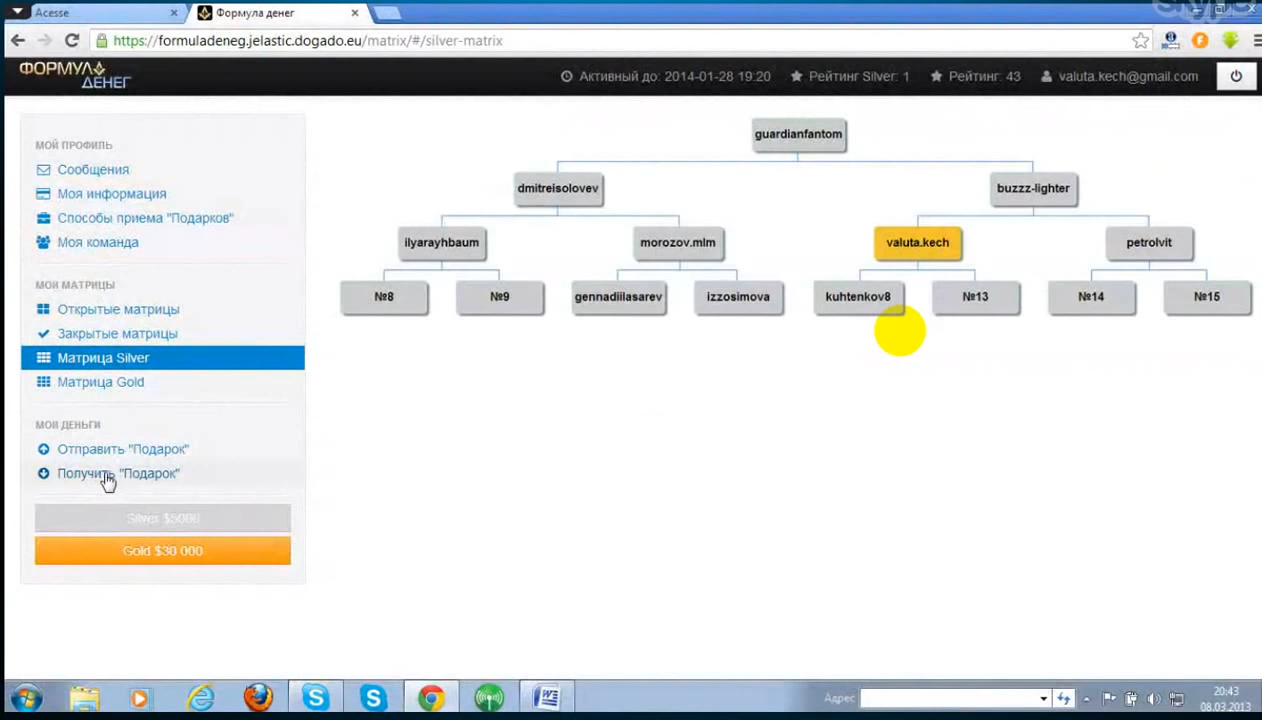 Acesse
Формула денег
https://formuladeneg.jelastic.dogado.eu/matrix/#/silver-matrix
skype
ФОРМУЛА
ДЕНЕГ
Активный до: 2014-01-28 19:20
Рейтинг Silver: 1
Рейтинг: 43
valuta.kech@gmail.com
МОЙ ПРОФИЛЬ
Сообщения
Моя информация
Способы приема "Подарков"
Моя команда
МОИ МАТРИЦЫ
Открытые матрицы
Закрытые матрицы
Матрица Silver
Матрица Gold
МОИ ДЕНЬГИ
Отправить "Подарок"
Получить "Подарок"
Silver $5000
Gold $30 000
guardianfantom
dmitreisolovev
buzzz-lighter
ilyarayhbaum
morozov.mlm
valuta.kech
petrolvit
№8
№9
gennadiilasarev
izzosimova
kuhtenkov8
№13
№14
№15
Адрес
20:43
08.03.2013